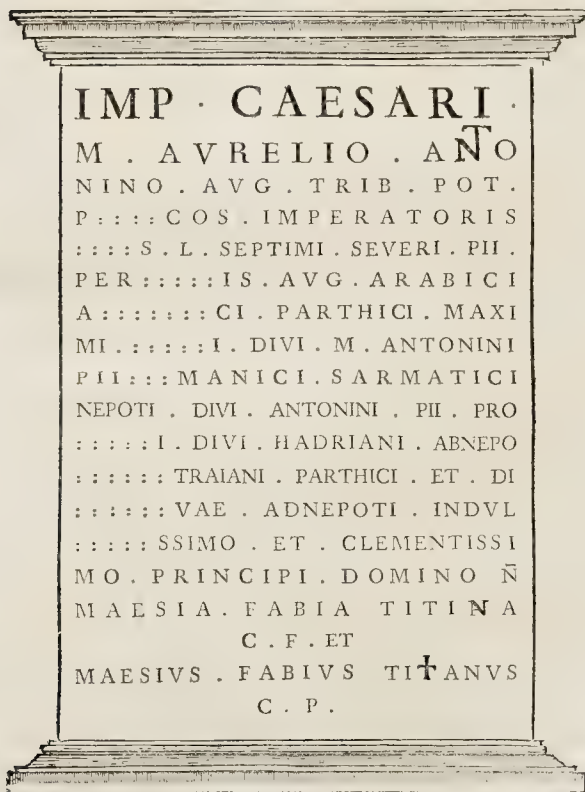 IMP · CAESARI ·
M . AVRELIO . ANTO
NINO . AVG . TRIB . POT .
P : : : : COS . IMPERATORIS
: : : : S . L . SEPTIMI . SEVERI . PII .
PER : : : : : IS . AVG . ARABICI
A : : : : : : : CI . PARTHICI . MAXI
MI . : : : : : : I . DIVI . M . ANTONINI
PII : : : MANICI . SARMATICI
NEPOTI . DIVI . ANTONINI . PII . PRO
: : : : : I . DIVI . HADRIANI . ABNEPO
: : : : : : TRAIANI . PARTHICI . ET . DI
: : : : : : VAE . ADNEPOTI . INDVL
: : : : : SSIMO . ET . CLEMENTISSI
MO . PRINCIPI . DOMINO Ñ
MAESIA . FABIA TITINA
C . F . ET
MAESIVS . FABIVS TITANVS
C . P .